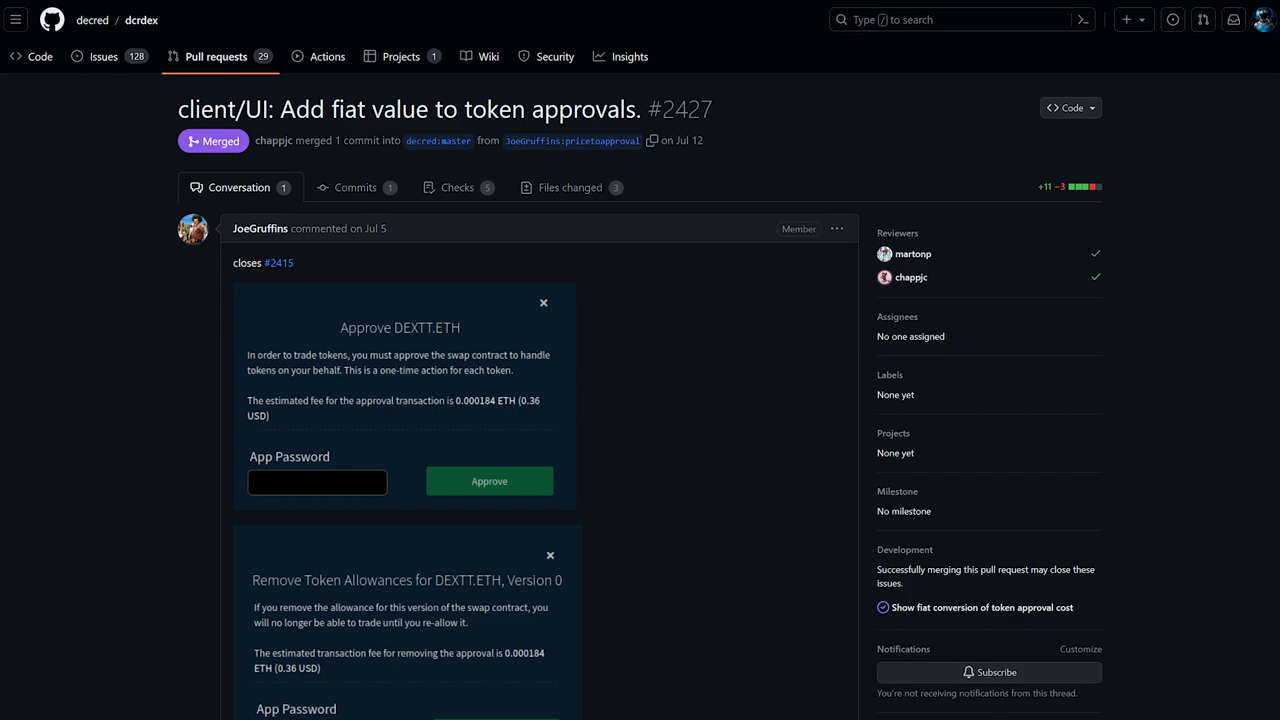 decred / dcrdex
Type / to search
Code
Issues 128
Pull requests 29
Actions
Projects 1
Wiki
Security
Insights
client/UI: Add fiat value to token approvals. #2427
Code
Merged
chappjc merged 1 commit into decred:master from JoeGruffins:pricetoapproval on Jul 12
Conversation 1
Commits 1
Checks 5
Files changed 3
+11 −3
JoeGruffins commented on Jul 5
Member
closes #2415
Approve DEXTT.ETH
In order to trade tokens, you must approve the swap contract to handle
tokens on your behalf. This is a one-time action for each token.
The estimated fee for the approval transaction is 0.000184 ETH (0.36
USD)
App Password
Approve
Remove Token Allowances for DEXTT.ETH, Version 0
If you remove the allowance for this version of the swap contract, you
will no longer be able to trade until you re-allow it.
The estimated transaction fee for removing the approval is 0.000184
ETH (0.36 USD)
App Password
Reviewers
martonp
chappjc
Assignees
No one assigned
Labels
None yet
Projects
None yet
Milestone
No milestone
Development
Successfully merging this pull request may close these
issues.
Show fiat conversion of token approval cost
Notifications
Customize
Subscribe
You're not receiving notifications from this thread.